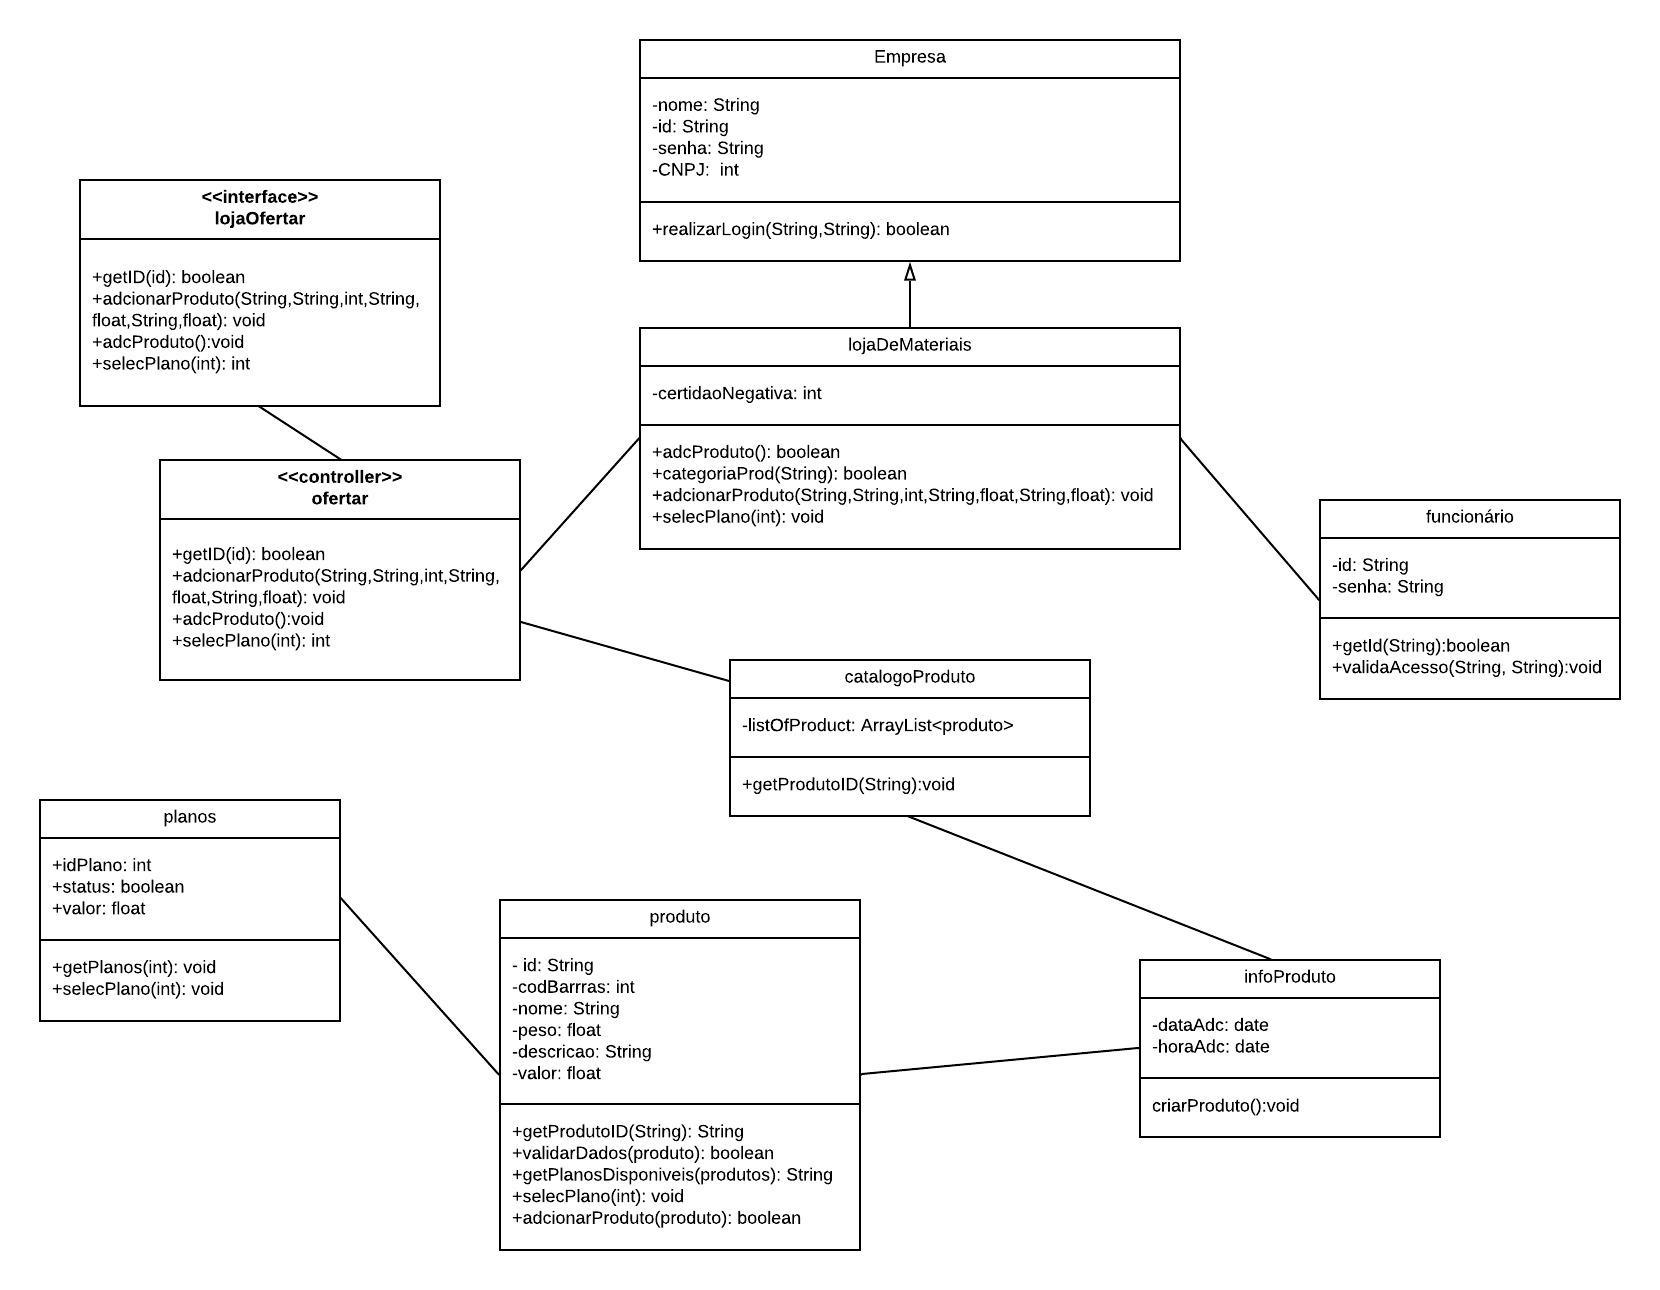 Empresa
-nome: String
-id: String
-senha: String
-CNPJ:  int
+realizarLogin(String,String): boolean
<<interface>>
lojaOfertar
+getID(id): boolean
+adcionarProduto(String,String,int,String,
float,String,float): void
+adcProduto():void
+selecPlano(int): int
lojaDeMateriais
-certidaoNegativa: int
+adcProduto(): boolean
+categoriaProd(String): boolean
+adcionarProduto(String,String,int,String,float,String,float): void
+selecPlano(int): void
<<controller>>
ofertar
+getID(id): boolean
+adcionarProduto(String,String,int,String,
float,String,float): void
+adcProduto():void
+selecPlano(int): int
funcionário
-id: String
-senha: String
+getId(String):boolean
+validaAcesso(String, String):void
catalogoProduto
-listOfProduct: ArrayList<produto>
+getProdutoID(String):void
planos
+idPlano: int
+status: boolean
+valor: float
+getPlanos(int): void
+selecPlano(int): void
produto
- id: String
-codBarrras: int
-nome: String
-peso: float
-descricao: String
-valor: float
+getProdutoID(String): String
+validarDados(produto): boolean
+getPlanosDisponiveis(produtos): String
+selecPlano(int): void
+adcionarProduto(produto): boolean
infoProduto
-dataAdc: date
-horaAdc: date
criarProduto():void